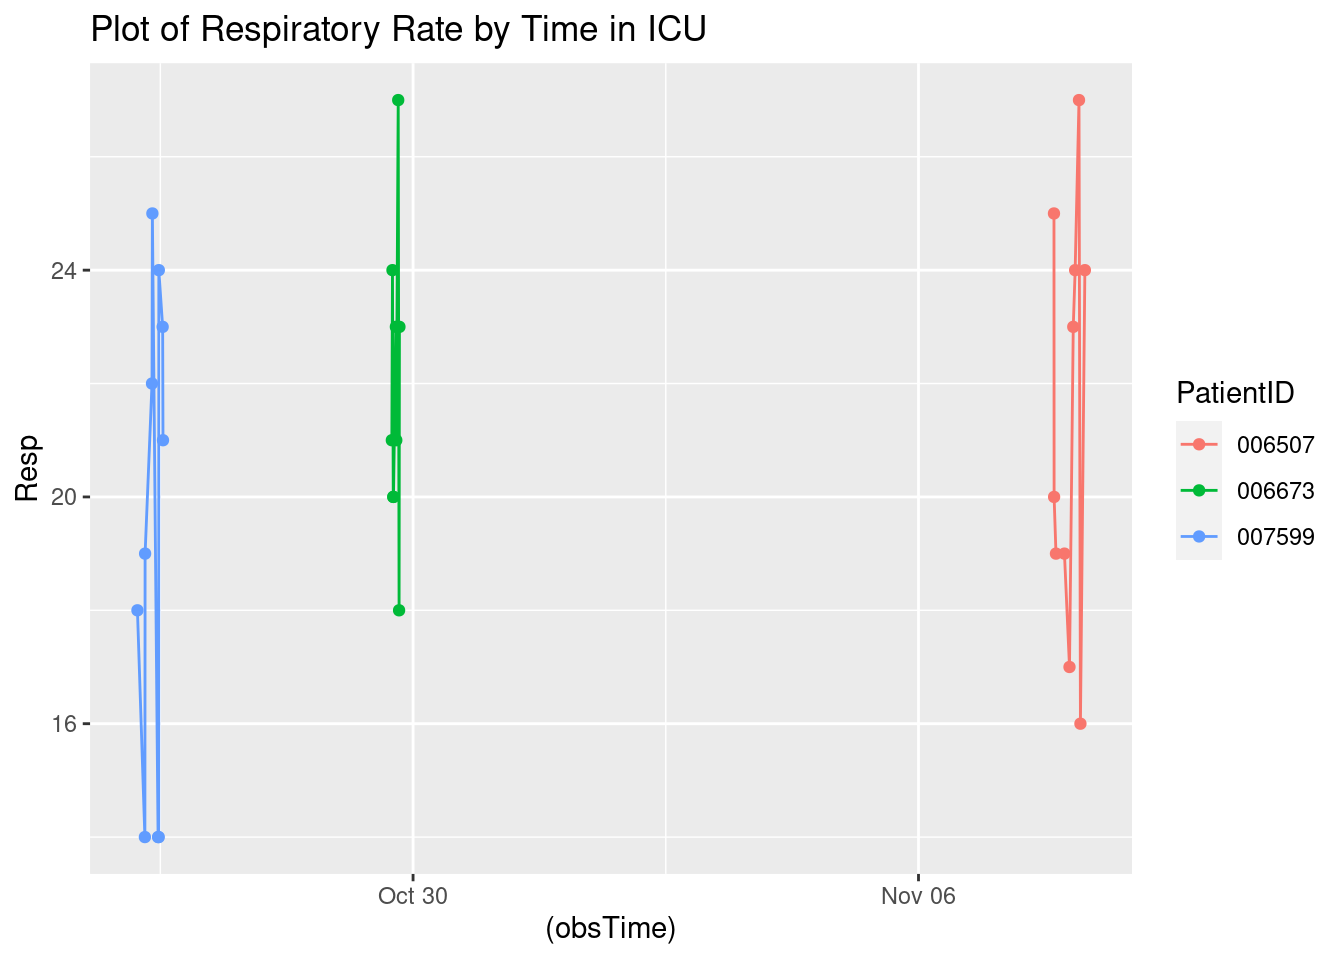 Plot of Respiratory Rate by Time in ICU
Resp
24
20
16
Oct 30
Nov 06
(obsTime)
PatientID
006507
006673
007599